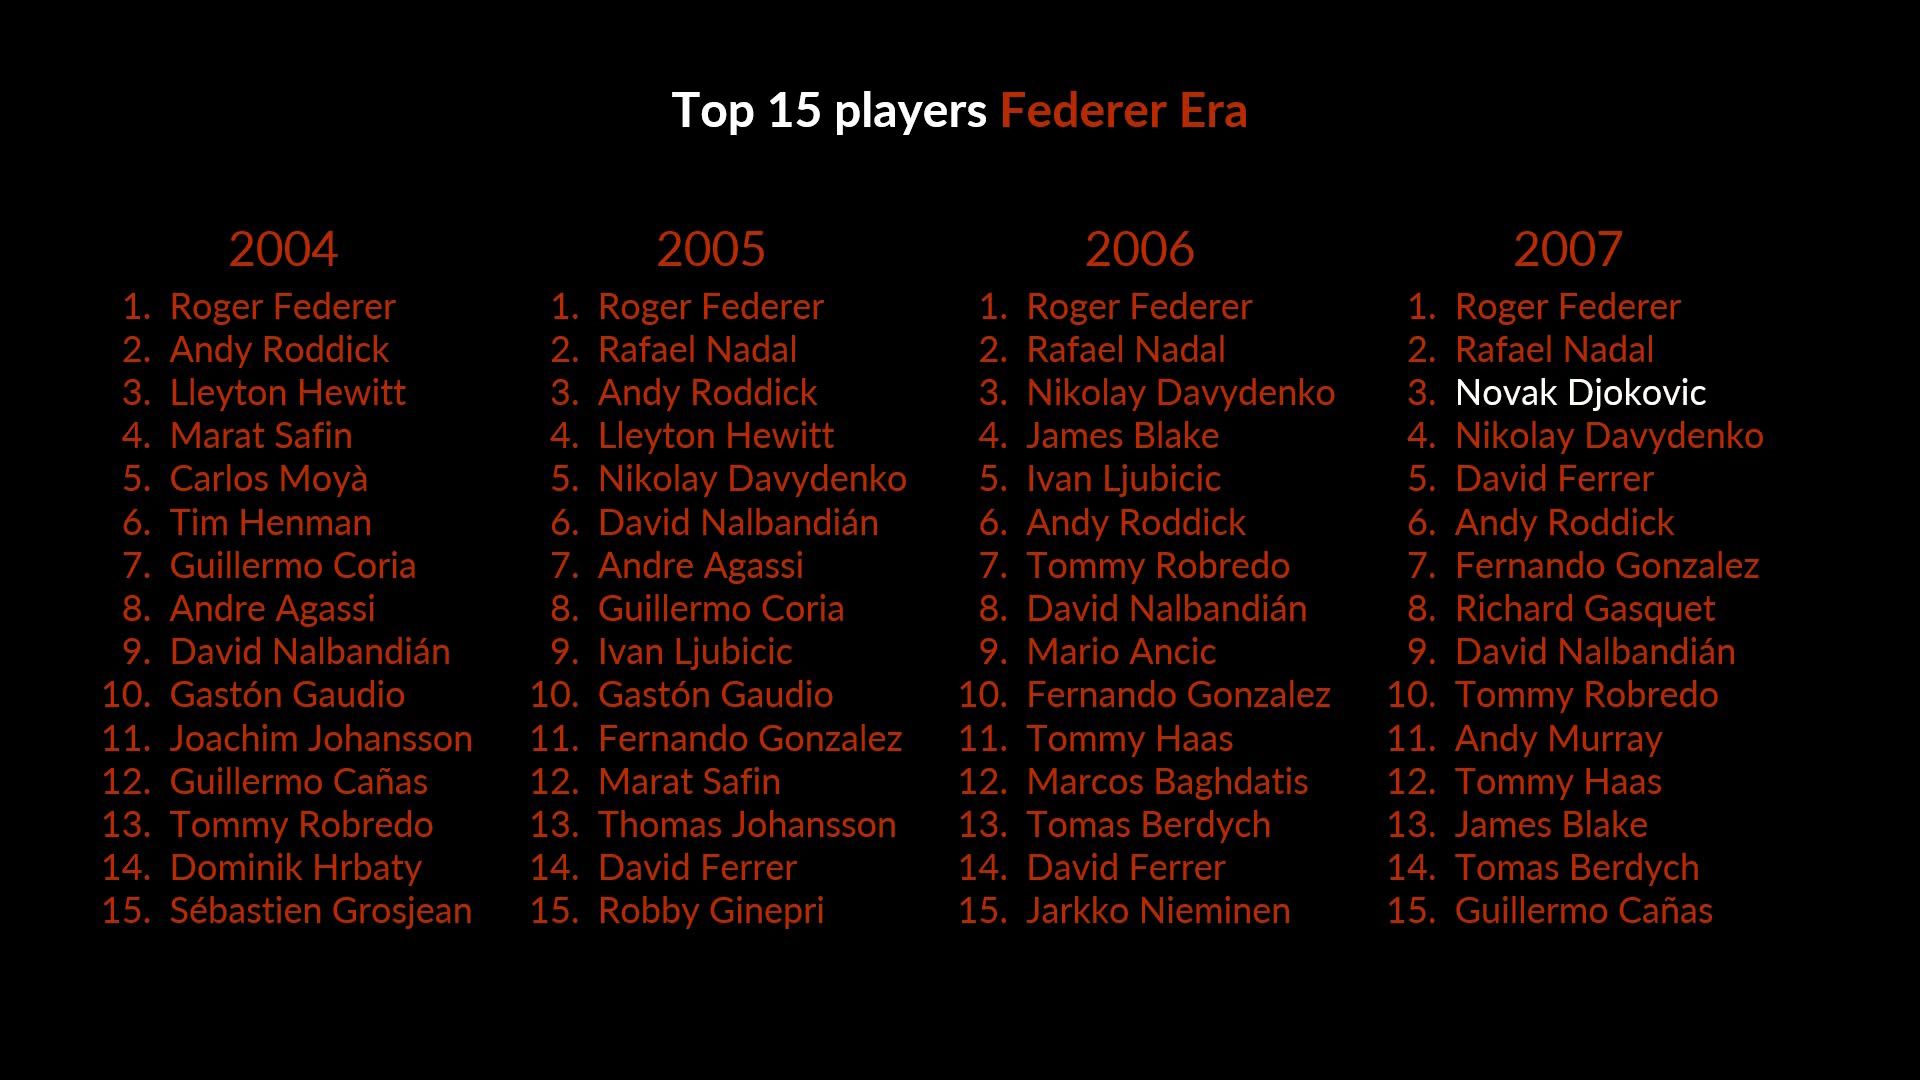 Top 15 players Federer Era
2004
1. Roger Federer
2. Andy Roddick
3. Lleyton Hewitt
4. Marat Safin
5. Carlos Moyà
6. Tim Henman
7. Guillermo Coria
8. Andre Agassi
9. David Nalbandián
10. Gastón Gaudio
11. Joachim Johansson
12. Guillermo Cañas
13. Tommy Robredo
14. Dominik Hrbaty
15. Sébastien Grosjean
2005
1. Roger Federer
2. Rafael Nadal
3. Andy Roddick
4. Lleyton Hewitt
5. Nikolay Davydenko
6. David Nalbandián
7. Andre Agassi
8. Guillermo Coria
9. Ivan Ljubicic
10. Gastón Gaudio
11. Fernando Gonzalez
12. Marat Safin
13. Thomas Johansson
14. David Ferrer
15. Robby Ginepri
2006
1. Roger Federer
2. Rafael Nadal
3. Nikolay Davydenko
4. James Blake
5. Ivan Ljubicic
6. Andy Roddick
7. Tommy Robredo
8. David Nalbandián
9. Mario Ancic
10. Fernando Gonzalez
11. Tommy Haas
12. Marcos Baghdatis
13. Tomas Berdych
14. David Ferrer
15. Jarkko Nieminen
2007
1. Roger Federer
2. Rafael Nadal
3. Novak Djokovic
4. Nikolay Davydenko
5. David Ferrer
6. Andy Roddick
7. Fernando Gonzalez
8. Richard Gasquet
9. David Nalbandián
10. Tommy Robredo
11. Andy Murray
12. Tommy Haas
13. James Blake
14. Tomas Berdych
15. Guillermo Cañas